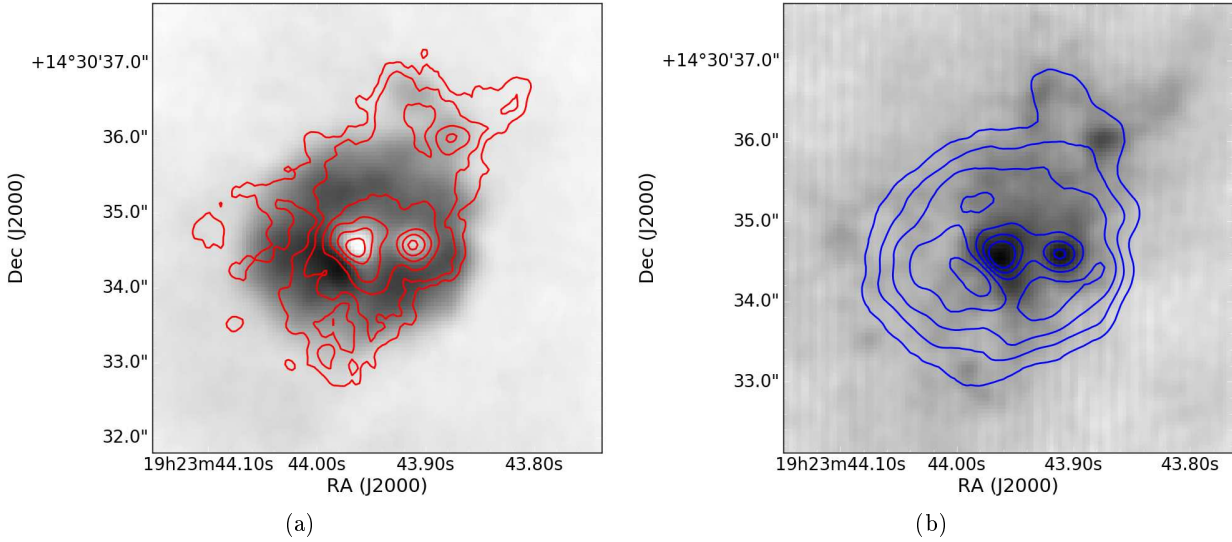 +14°30'37.0"
36.0"
35.0"
34.0"
33.0"
32.0"
Dec (J2000)
19h23m44.10s 44.00s 43.90s 43.80s
RA (J2000)
(a)
+14°30'37.0"
36.0"
35.0"
34.0"
33.0"
Dec (J2000)
19h23m44.10s 44.00s 43.90s 43.80s
RA (J2000)
(b)